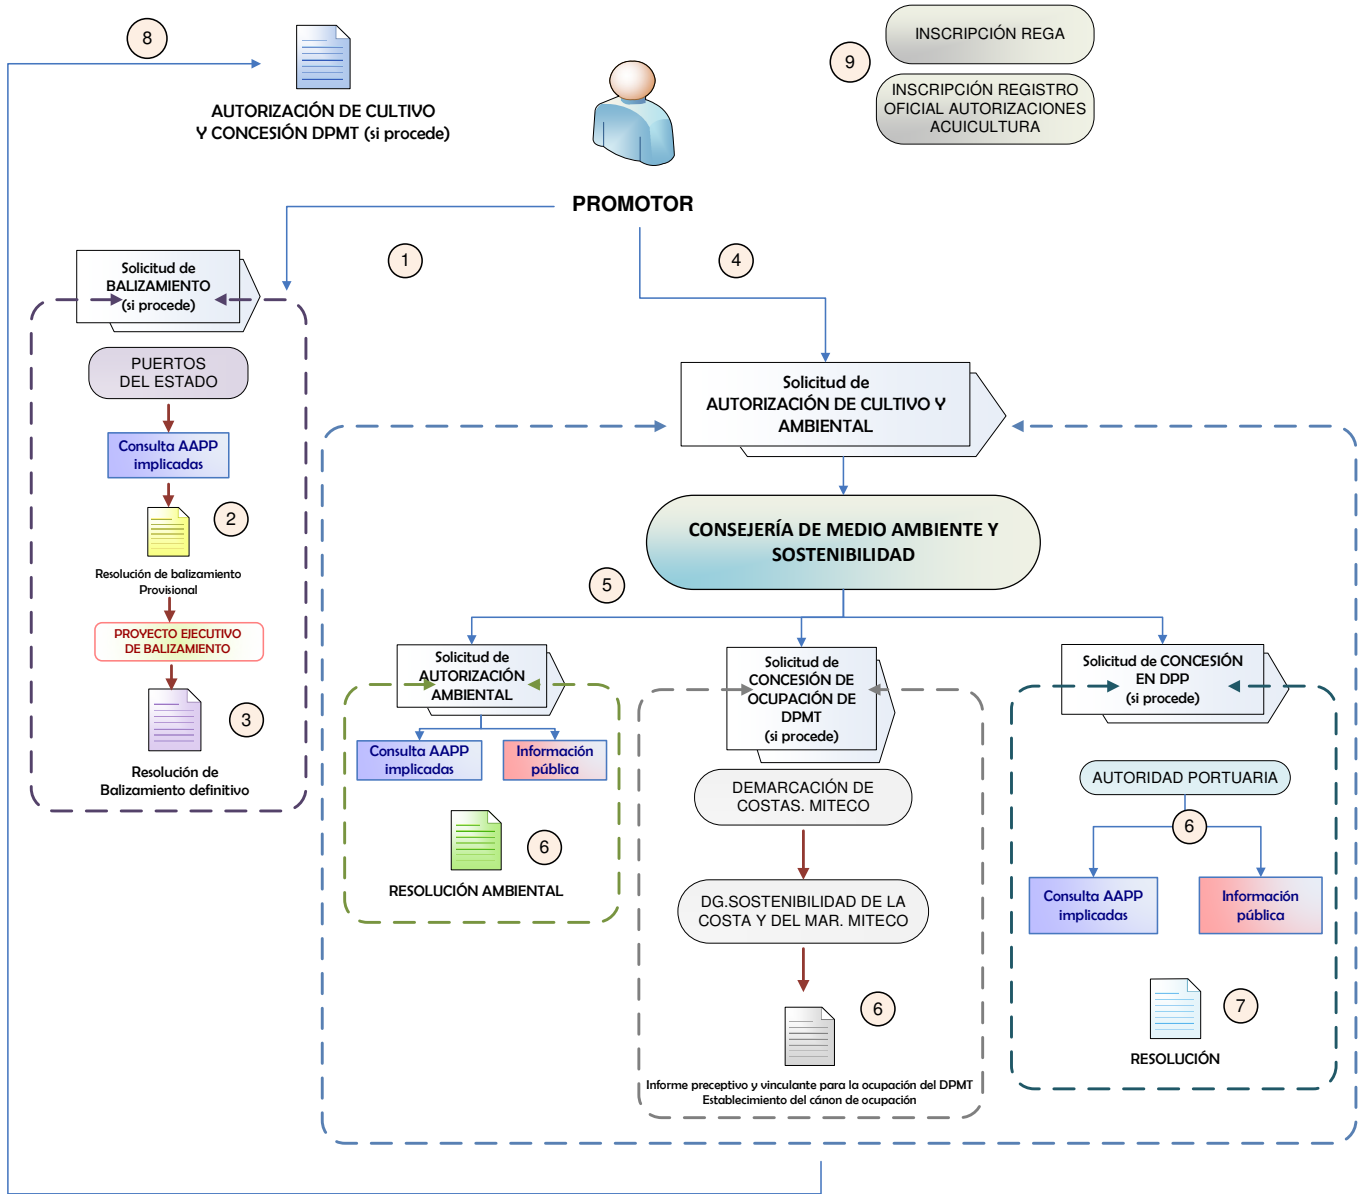 8
AUTORIZACIÓN DE CULTIVO
Y CONCESIÓN DPMT (si procede)
9
INSCRIPCIÓN REGA
INSCRIPCIÓN REGISTRO
OFICIAL AUTORIZACIONES
ACUICULTURA
PROMOTOR
1
4
Solicitud de
BALIZAMIENTO
(si procede)
PUERTOS
DEL ESTADO
Consulta AAPP
implicadas
2
Resolución de balizamiento
Provisional
PROYECTO EJECUTIVO
DE BALIZAMIENTO
3
Resolución de
Balizamiento definitivo
Solicitud de
AUTORIZACIÓN DE CULTIVO Y
AMBIENTAL
CONSEJERÍA DE MEDIO AMBIENTE Y
SOSTENIBILIDAD
5
Solicitud de
AUTORIZACIÓN
AMBIENTAL
Consulta AAPP
implicadas
Información
pública
6
RESOLUCIÓN AMBIENTAL
Solicitud de
CONCESIÓN DE
OCUPACIÓN DE
DPMT
(si procede)
DEMARCACIÓN DE
COSTAS. MITECO
DG.SOSTENIBILIDAD DE LA
COSTA Y DEL MAR. MITECO
6
Informe preceptivo y vinculante para la ocupación del DPMT
Establecimiento del cánon de ocupación
Solicitud de CONCESIÓN
EN DPP
(si procede)
AUTORIDAD PORTUARIA
6
Consulta AAPP
implicadas
Información
pública
7
RESOLUCIÓN